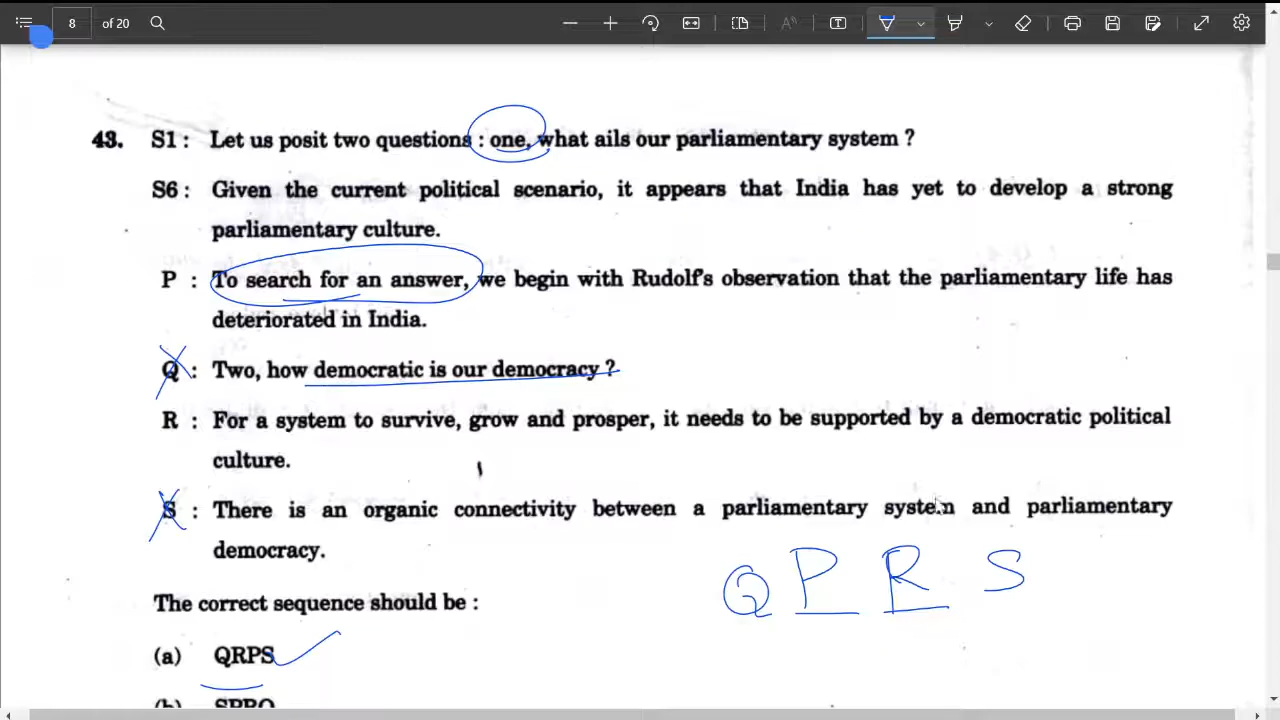 8 of 20
43. S1 : Let us posit two questions : one, what ails our parliamentary system ?
S6 : Given the current political scenario, it appears that India has yet to develop a strong
parliamentary culture.
P : To search for an answer, we begin with Rudolf's observation that the parliamentary life has
deteriorated in India.
Q : Two, how democratic is our democracy ?
R : For a system to survive, grow and prosper, it needs to be supported by a democratic political
culture.
S : There is an organic connectivity between a parliamentary system and parliamentary
democracy.
Q P R S
The correct sequence should be :
(a) QRPS
(b)